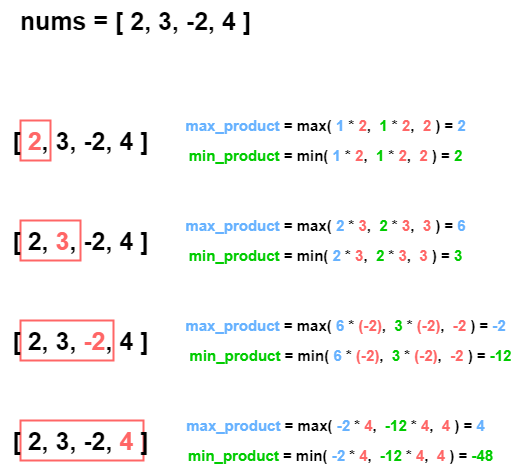 nums = [ 2, 3, -2, 4 ]
[ 2, 3, -2, 4 ]
max_product = max( 1 * 2, 1 * 2, 2 ) = 2
min_product = min( 1 * 2, 1 * 2, 2 ) = 2
[ 2, 3, -2, 4 ]
max_product = max( 2 * 3, 2 * 3, 3 ) = 6
min_product = min( 2 * 3, 2 * 3, 3 ) = 3
[ 2, 3, -2, 4 ]
max_product = max( 6 * (-2), 3 * (-2), -2 ) = -2
min_product = min( 6 * (-2), 3 * (-2), -2 ) = -12
[ 2, 3, -2, 4 ]
max_product = max( -2 * 4, -12 * 4, 4 ) = 4
min_product = min( -2 * 4, -12 * 4, 4 ) = -48